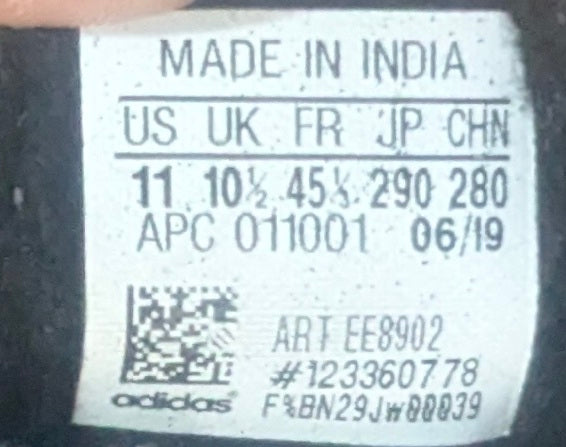 MADE IN INDIA
US UK FR JP CHN
11 10½ 45⅓ 290 280
APC 011001 06/19
ART EE8902
#123360778
adidas